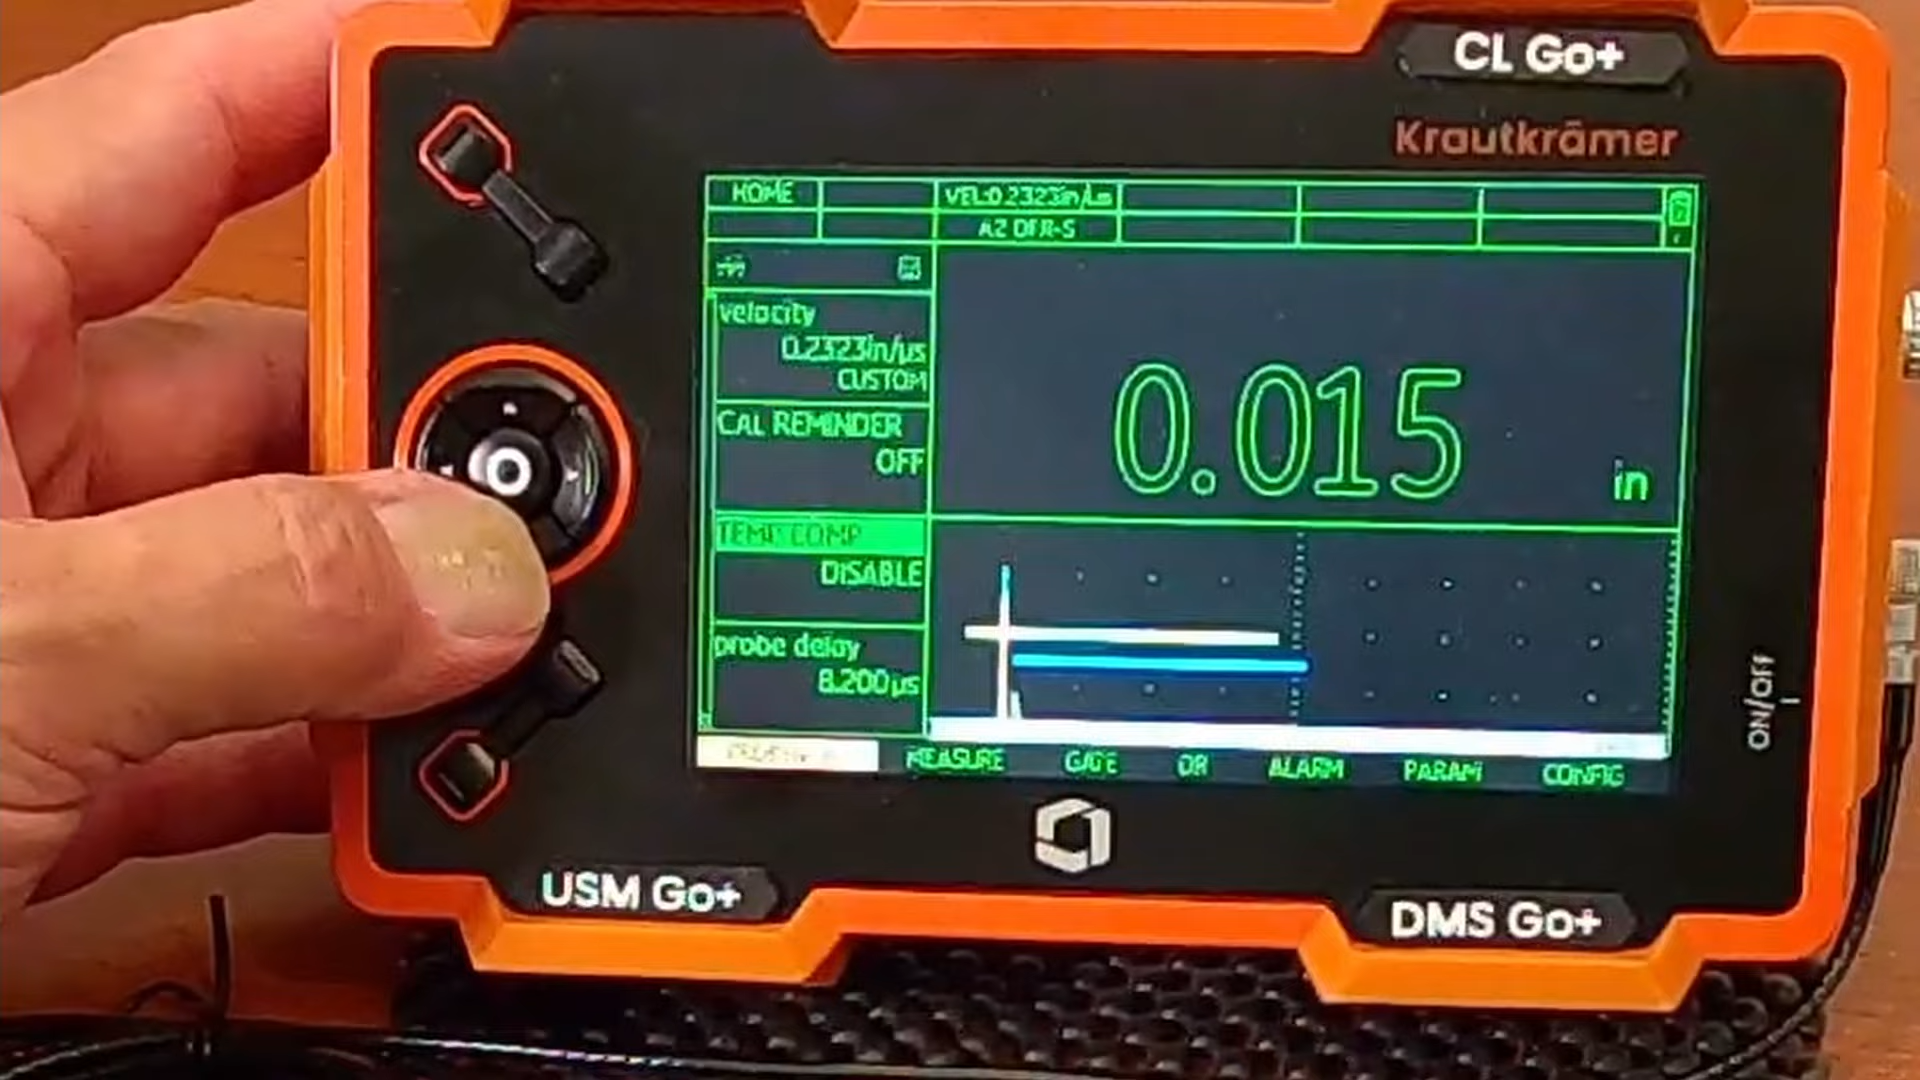 CL Go+
Krautkrämer
HOME
VEL:0.2323in/µs
A2 DFR-S
velocity
0.2323in/µs
CUSTOM
CAL REMINDER
OFF
TEMP COMP
DISABLE
probe delay
8.200µs
0.015
in
MEASURE
GATE
DR
ALARM
PARAM
CONFIG
ON/OFF
USM Go+
DMS Go+